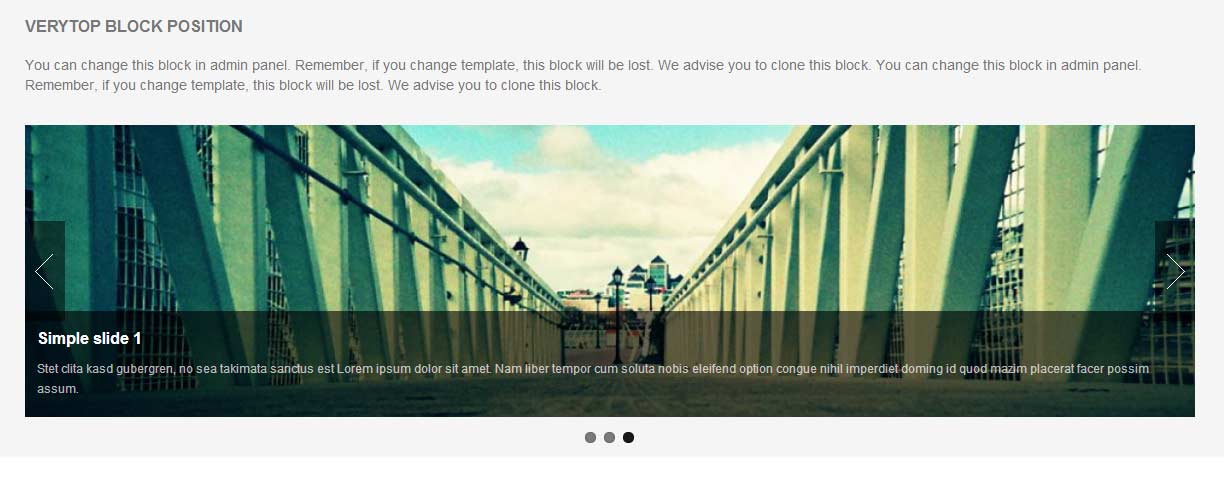 VERYTOP BLOCK POSITION
You can change this block in admin panel. Remember, if you change template, this block will be lost. We advise you to clone this block. You can change this block in admin panel.
Remember, if you change template, this block will be lost. We advise you to clone this block.
Simple slide 1
Stet clita kasd gubergren, no sea takimata sanctus est Lorem ipsum dolor sit amet. Nam liber tempor cum soluta nobis eleifend option congue nihil imperdiet doming id quod mazim placerat facer possim
assum.